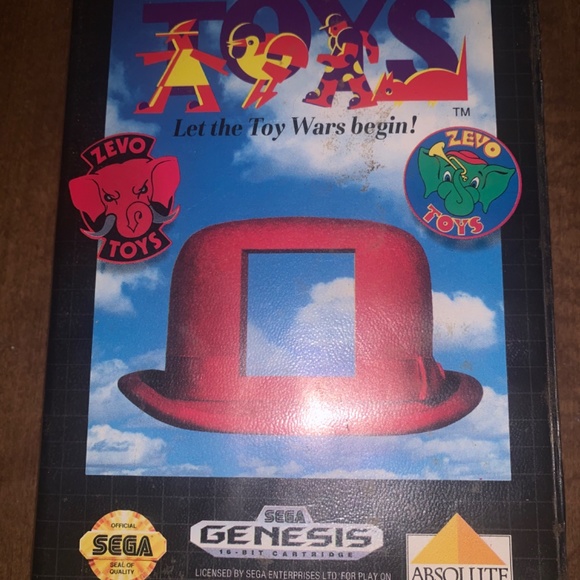 TOYS
TM
Let the Toy Wars begin!
ZEVO
TOYS
ZEVO
TOYS
OFFICIAL
SEGA
SEAL OF
QUALITY
SEGA
GENESIS
16-BIT CARTRIDGE
LICENSED BY SEGA ENTERPRISES LTD. FOR PLAY ON
ABSOLUTE